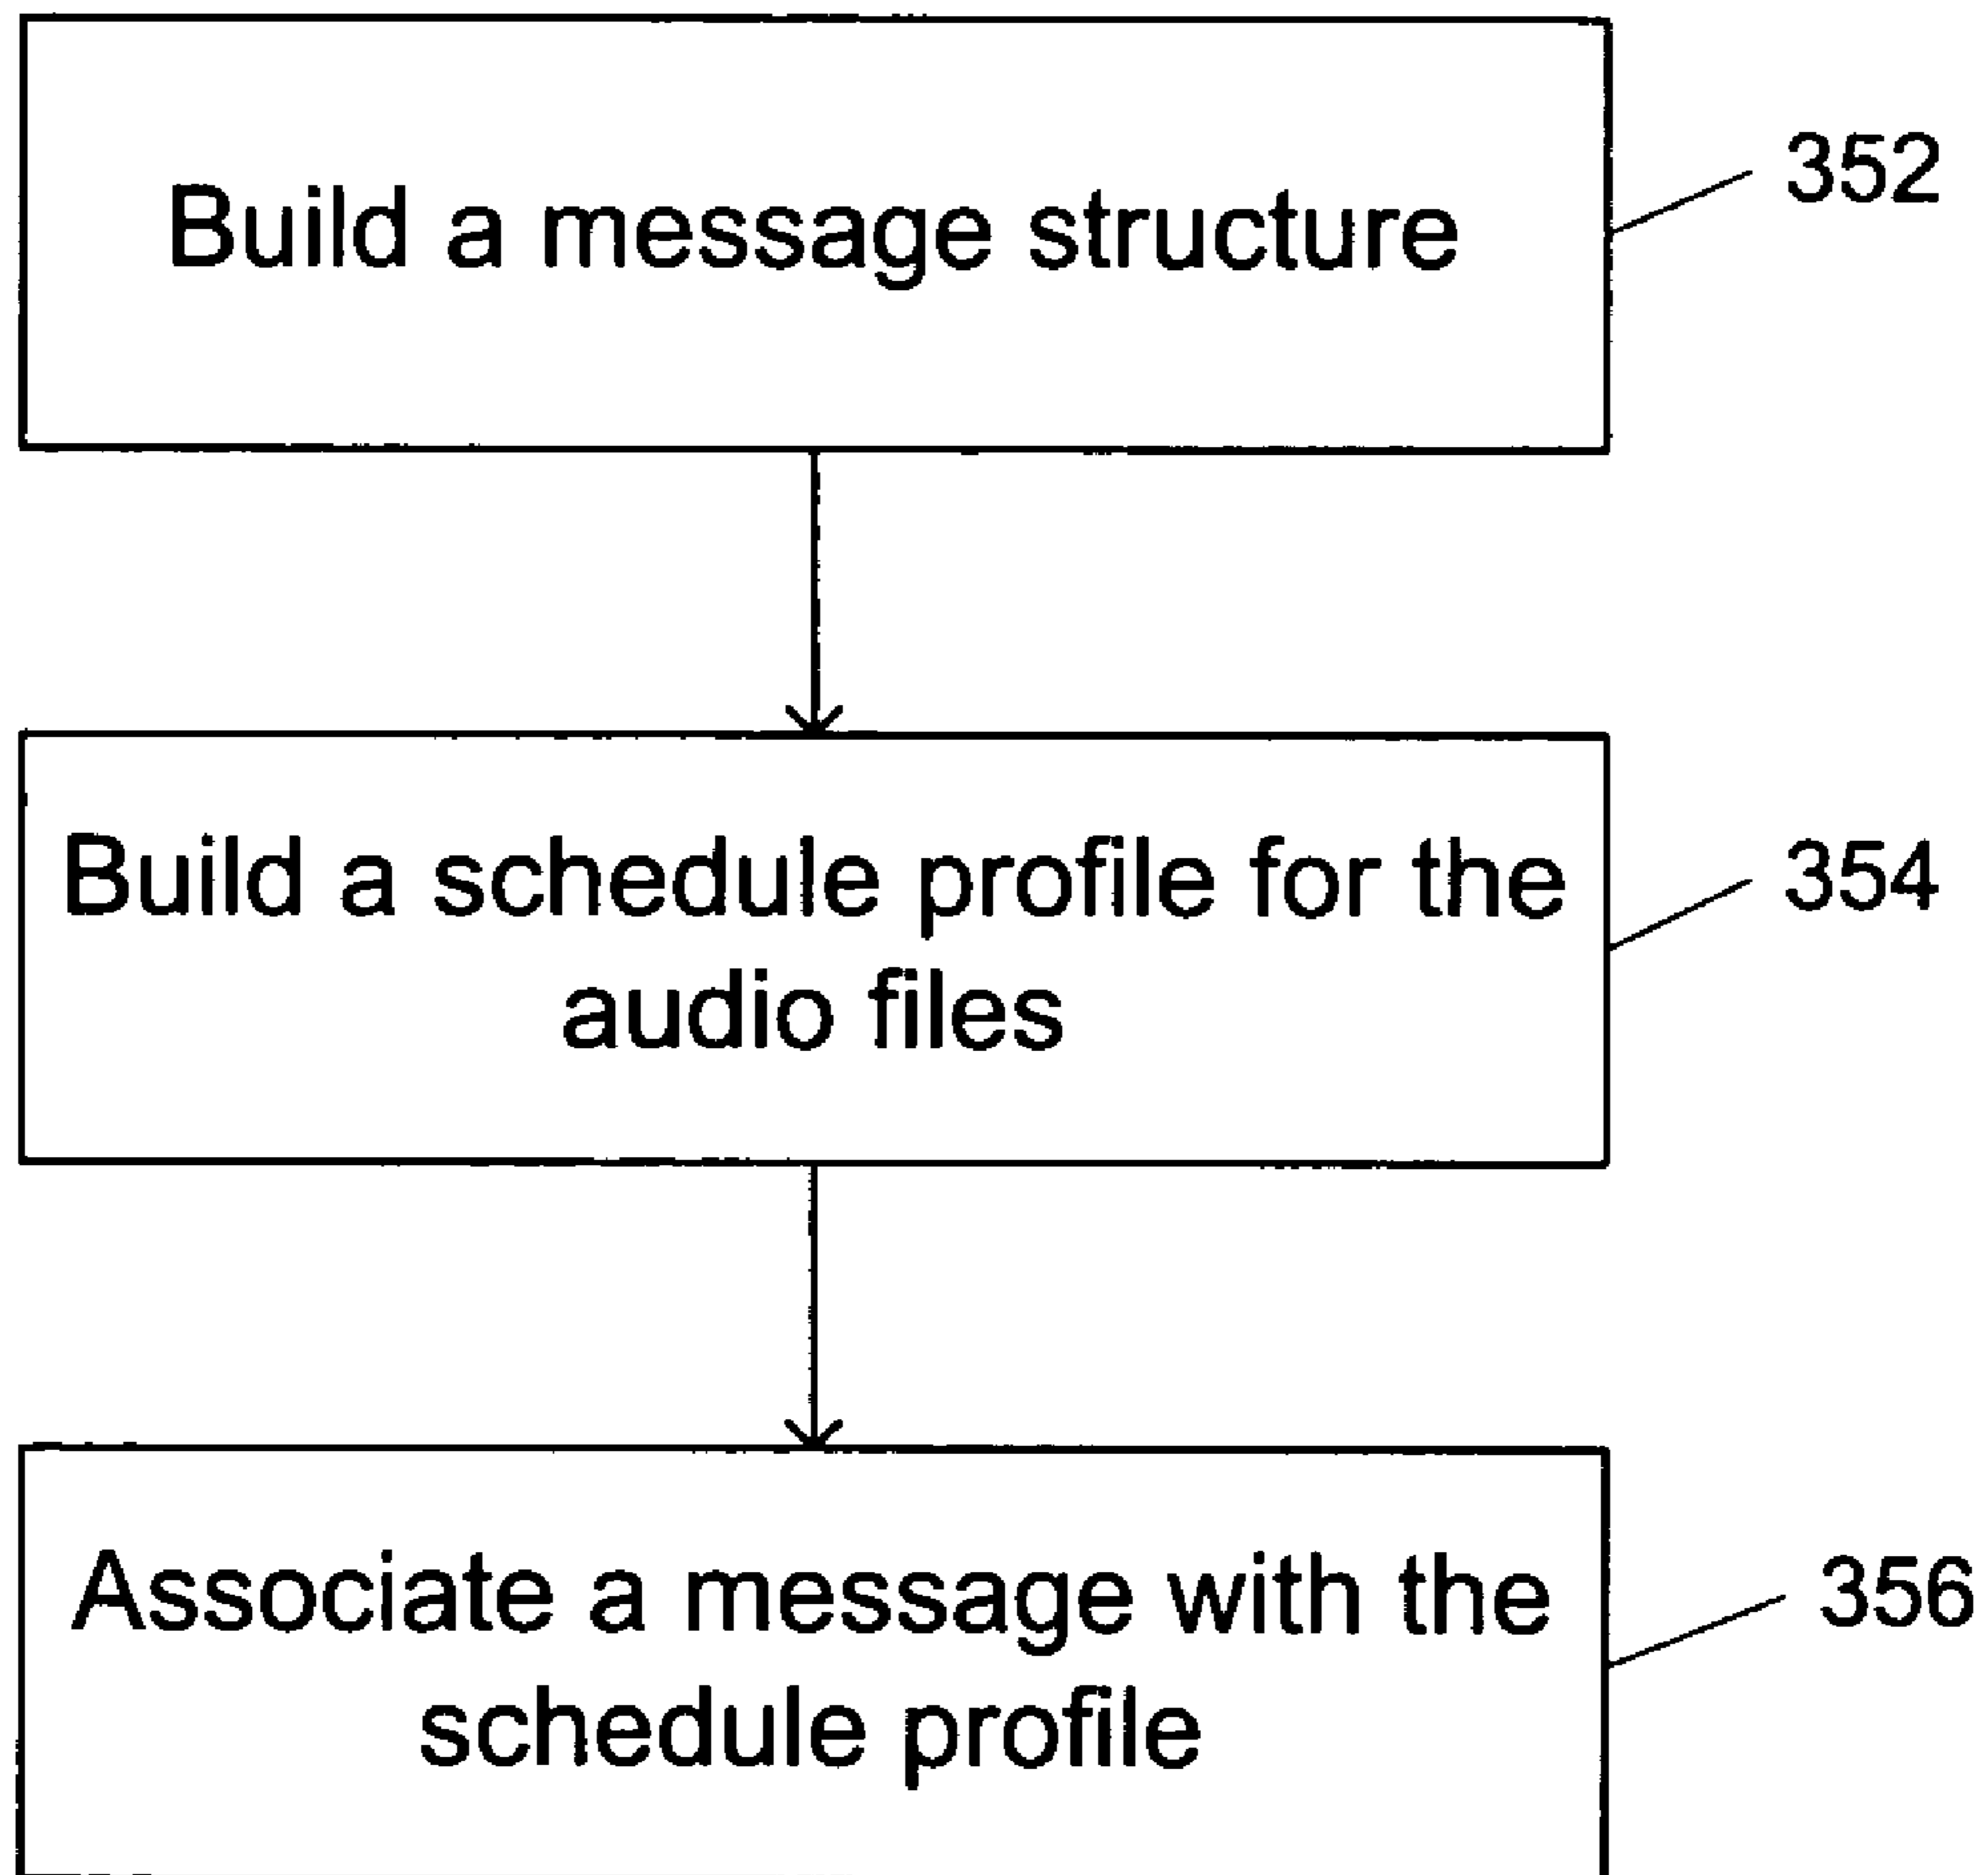 Build a message structure
352
Build a schedule profile for the
audio files
354
Associate a message with the
schedule profile
356